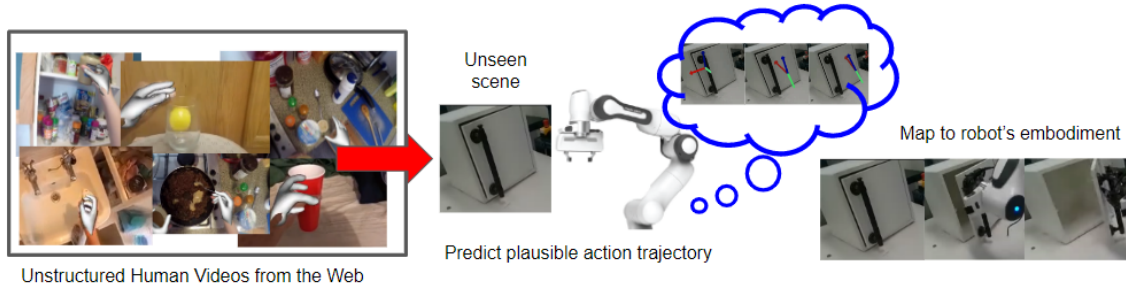 Unseen
scene
Map to robot's embodiment
Predict plausible action trajectory
Unstructured Human Videos from the Web